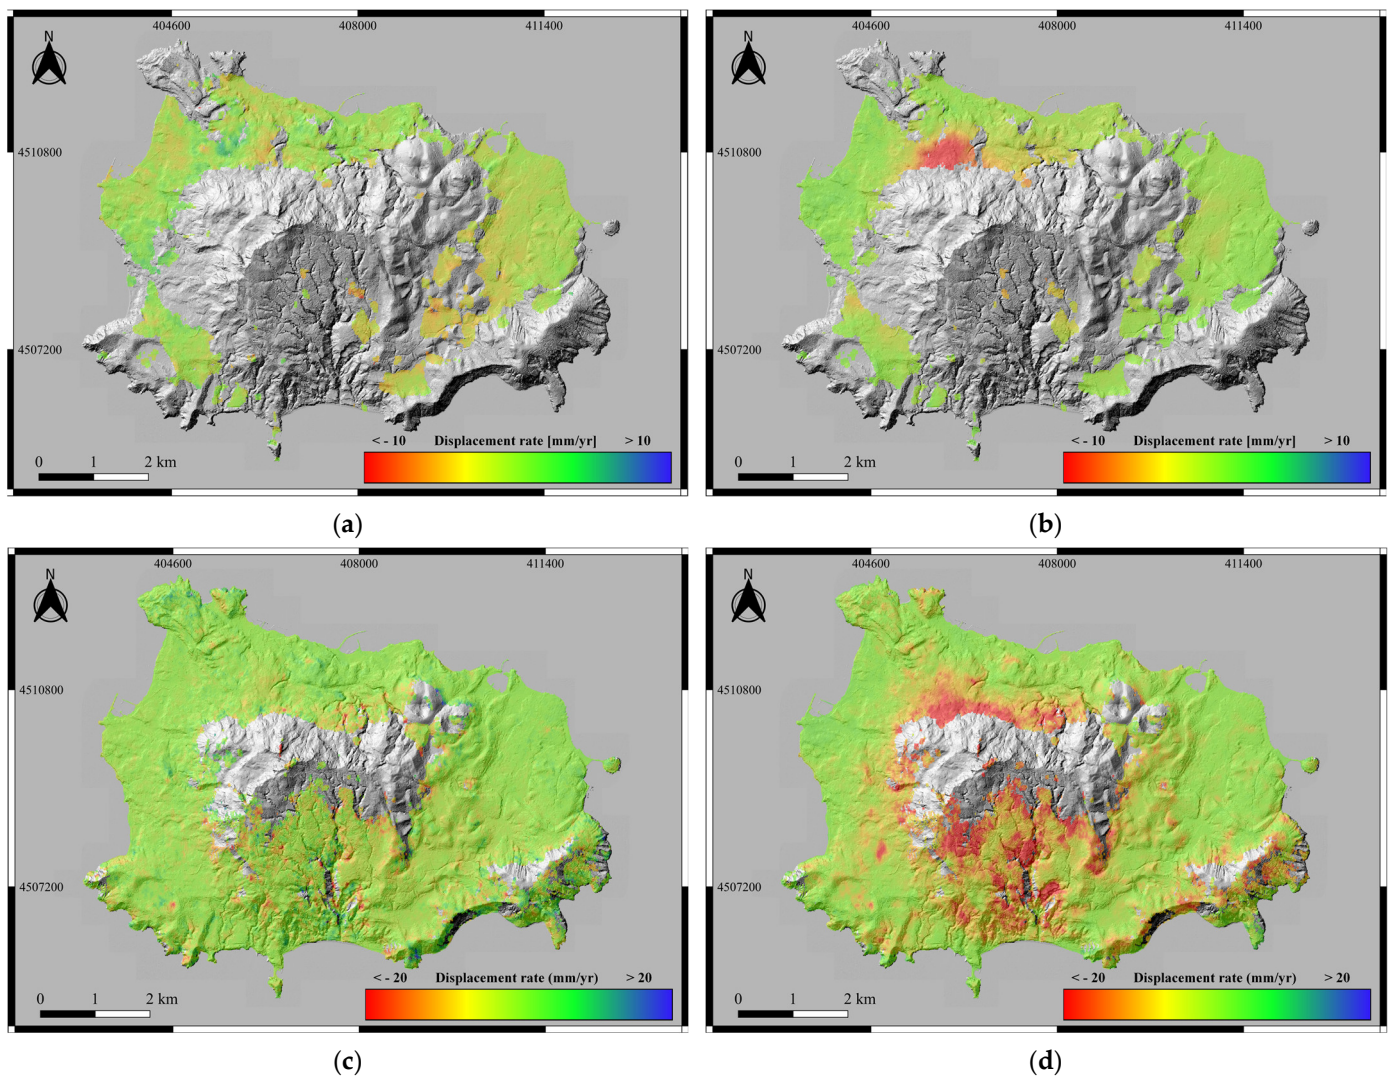 404600 408000 411400 404600 408000 411400
N N
4510800 4510800
4507200 4507200
< - 10 Displacement rate [mm/yr] > 10 < - 10 Displacement rate [mm/yr] > 10
0 1 2 km 0 1 2 km
(a) (b)
404600 408000 411400 404600 408000 411400
N N
4510800 4510800
4507200 4507200
< - 20 Displacement rate (mm/yr) > 20 < - 20 Displacement rate (mm/yr) > 20
0 1 2 km 0 1 2 km
(c) (d)